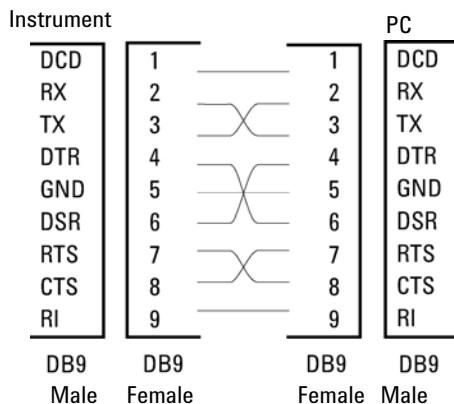 Instrument PC
DCD 1 1 DCD
RX 2 2 RX
TX 3 3 TX
DTR 4 4 DTR
GND 5 5 GND
DSR 6 6 DSR
RTS 7 7 RTS
CTS 8 8 CTS
RI 9 9 RI
DB9 DB9 DB9 DB9
Male Female Female Male